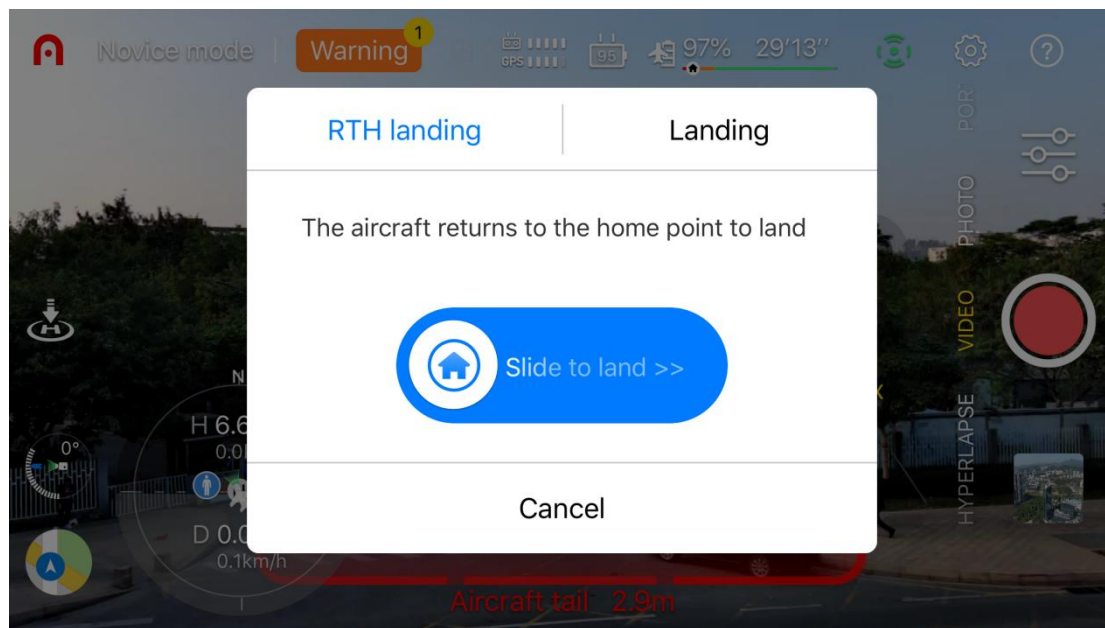 Novice mode
Warning
1
GPS
95
97%
29'13''
?
RTH landing
Landing
The aircraft returns to the home point to land
Slide to land >>
Cancel
N
H 6.6
0.0
0°
D 0.0
0.1km/h
Aircraft tail 2.9m
POR
PHOTO
VIDEO
HYPERLAPSE